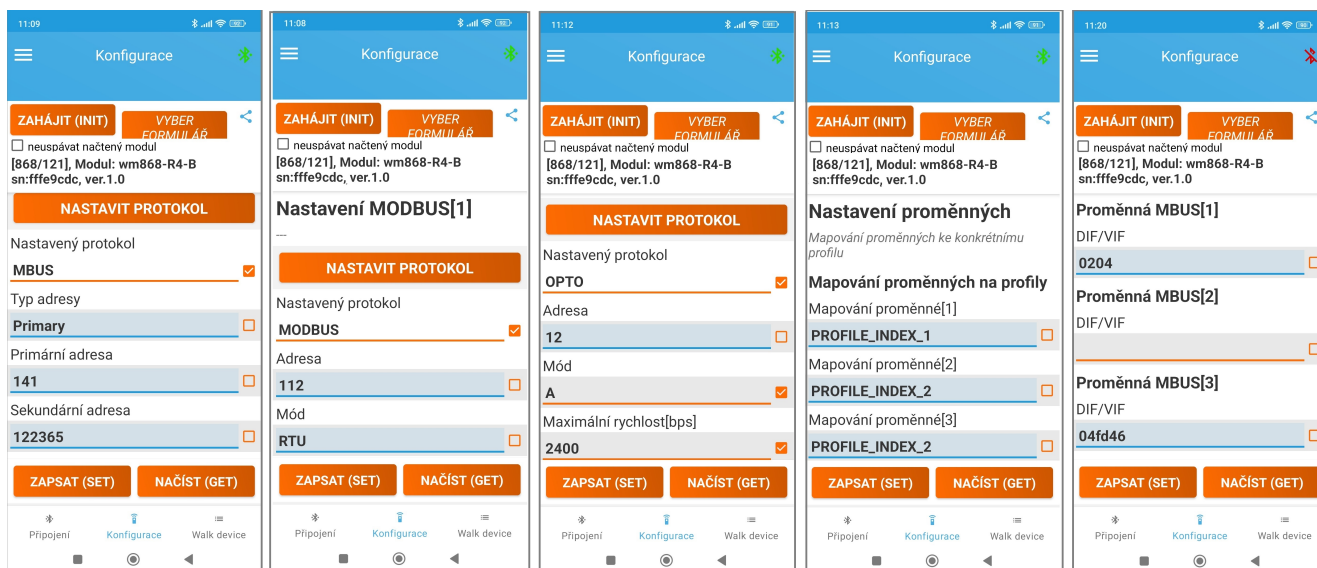 11:09
Konfigurace
ZAHÁJIT (INIT)
VYBER
FORMULÁŘ
neuspávat načtený modul
[868/121], Modul: wm868-R4-B
sn:fffe9cdc, ver.1.0
NASTAVIT PROTOKOL
Nastavený protokol
MBUS
Typ adresy
Primary
Primární adresa
141
Sekundární adresa
122365
ZAPSAT (SET)
NAČÍST (GET)
Připojení
Konfigurace
Walk device
11:08
Konfigurace
ZAHÁJIT (INIT)
VYBER
FORMULÁŘ
neuspávat načtený modul
[868/121], Modul: wm868-R4-B
sn:fffe9cdc, ver.1.0
Nastavení MODBUS[1]
---
NASTAVIT PROTOKOL
Nastavený protokol
MODBUS
Adresa
112
Mód
RTU
ZAPSAT (SET)
NAČÍST (GET)
Připojení
Konfigurace
Walk device
11:12
Konfigurace
ZAHÁJIT (INIT)
VYBER
FORMULÁŘ
neuspávat načtený modul
[868/121], Modul: wm868-R4-B
sn:fffe9cdc, ver.1.0
NASTAVIT PROTOKOL
Nastavený protokol
OPTO
Adresa
12
Mód
A
Maximální rychlost[bps]
2400
ZAPSAT (SET)
NAČÍST (GET)
Připojení
Konfigurace
Walk device
11:13
Konfigurace
ZAHÁJIT (INIT)
VYBER
FORMULÁŘ
neuspávat načtený modul
[868/121], Modul: wm868-R4-B
sn:fffe9cdc, ver.1.0
Nastavení proměnných
Mapování proměnných ke konkrétnímu
profilu
Mapování proměnných na profily
Mapování proměnné[1]
PROFILE_INDEX_1
Mapování proměnné[2]
PROFILE_INDEX_2
Mapování proměnné[3]
PROFILE_INDEX_2
ZAPSAT (SET)
NAČÍST (GET)
Připojení
Konfigurace
Walk device
11:20
Konfigurace
ZAHÁJIT (INIT)
VYBER
FORMULÁŘ
neuspávat načtený modul
[868/121], Modul: wm868-R4-B
sn:fffe9cdc, ver.1.0
Proměnná MBUS[1]
DIF/VIF
0204
Proměnná MBUS[2]
DIF/VIF
Proměnná MBUS[3]
DIF/VIF
04fd46
ZAPSAT (SET)
NAČÍST (GET)
Připojení
Konfigurace
Walk device